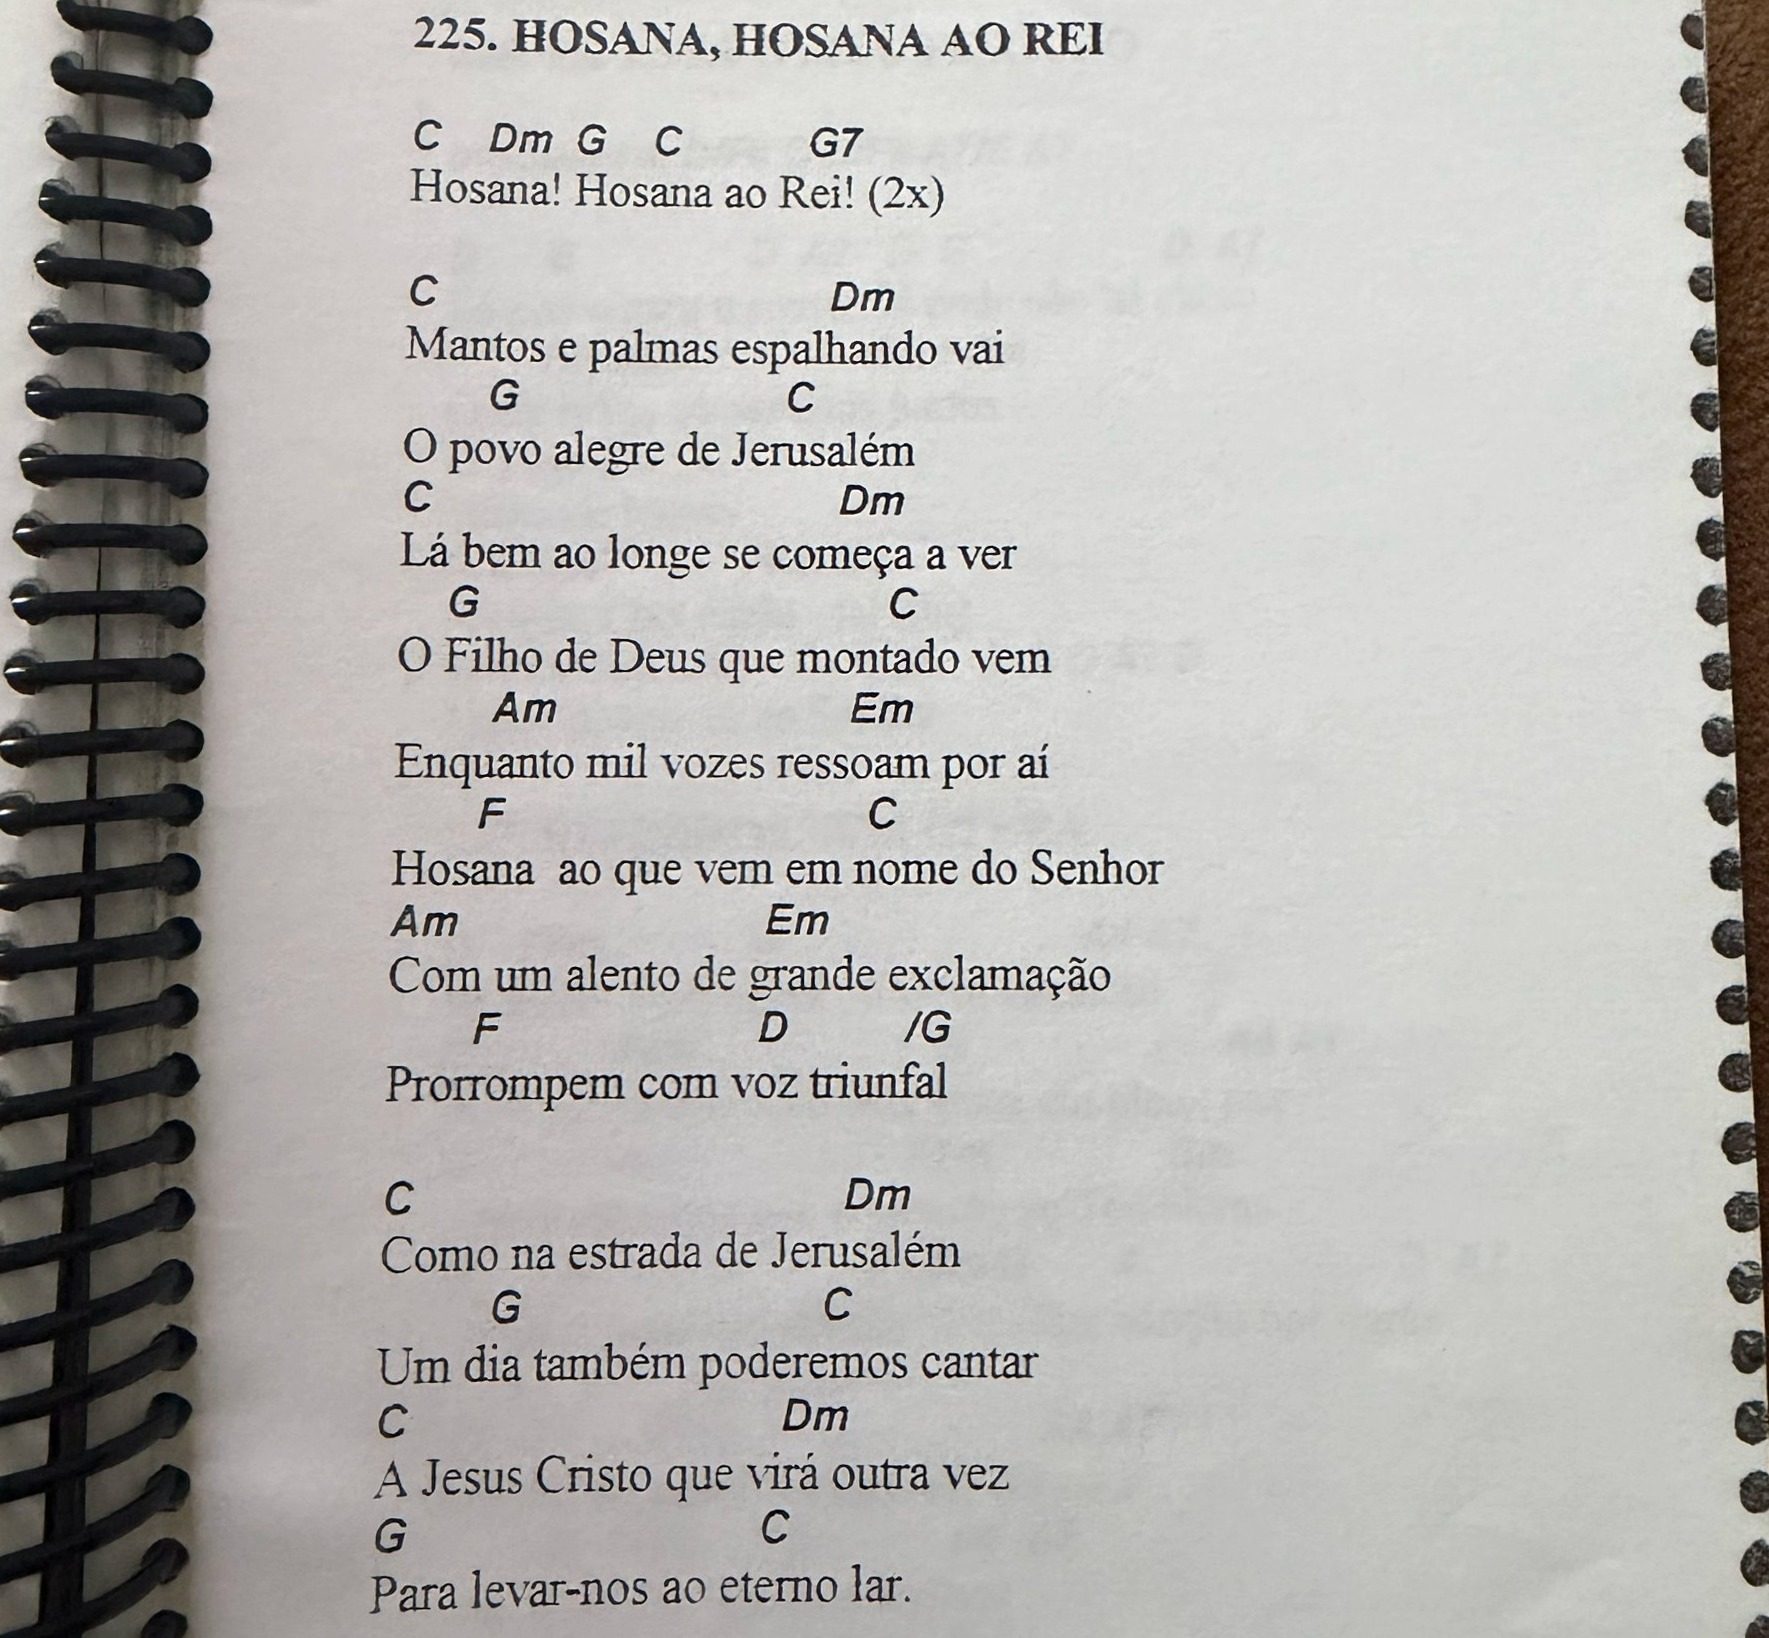 225. HOSANA, HOSANA AO REI
C Dm G C G7
Hosana! Hosana ao Rei! (2x)
C Dm
Mantos e palmas espalhando vai
G C
O povo alegre de Jerusalém
C Dm
Lá bem ao longe se começa a ver
G C
O Filho de Deus que montado vem
Am Em
Enquanto mil vozes ressoam por aí
F C
Hosana ao que vem em nome do Senhor
Am Em
Com um alento de grande exclamação
F D /G
Prorrompem com voz triunfal
C Dm
Como na estrada de Jerusalém
G C
Um dia também poderemos cantar
C Dm
A Jesus Cristo que virá outra vez
G C
Para levar-nos ao eterno lar.